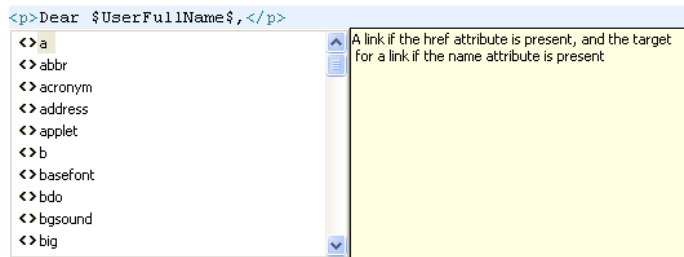 <p>Dear $UserFullName$,</p>
<>a
<>abbr
<>acronym
<>address
<>applet
<>b
<>basefont
<>bdo
<>bgsound
<>big
A link if the href attribute is present, and the target
for a link if the name attribute is present